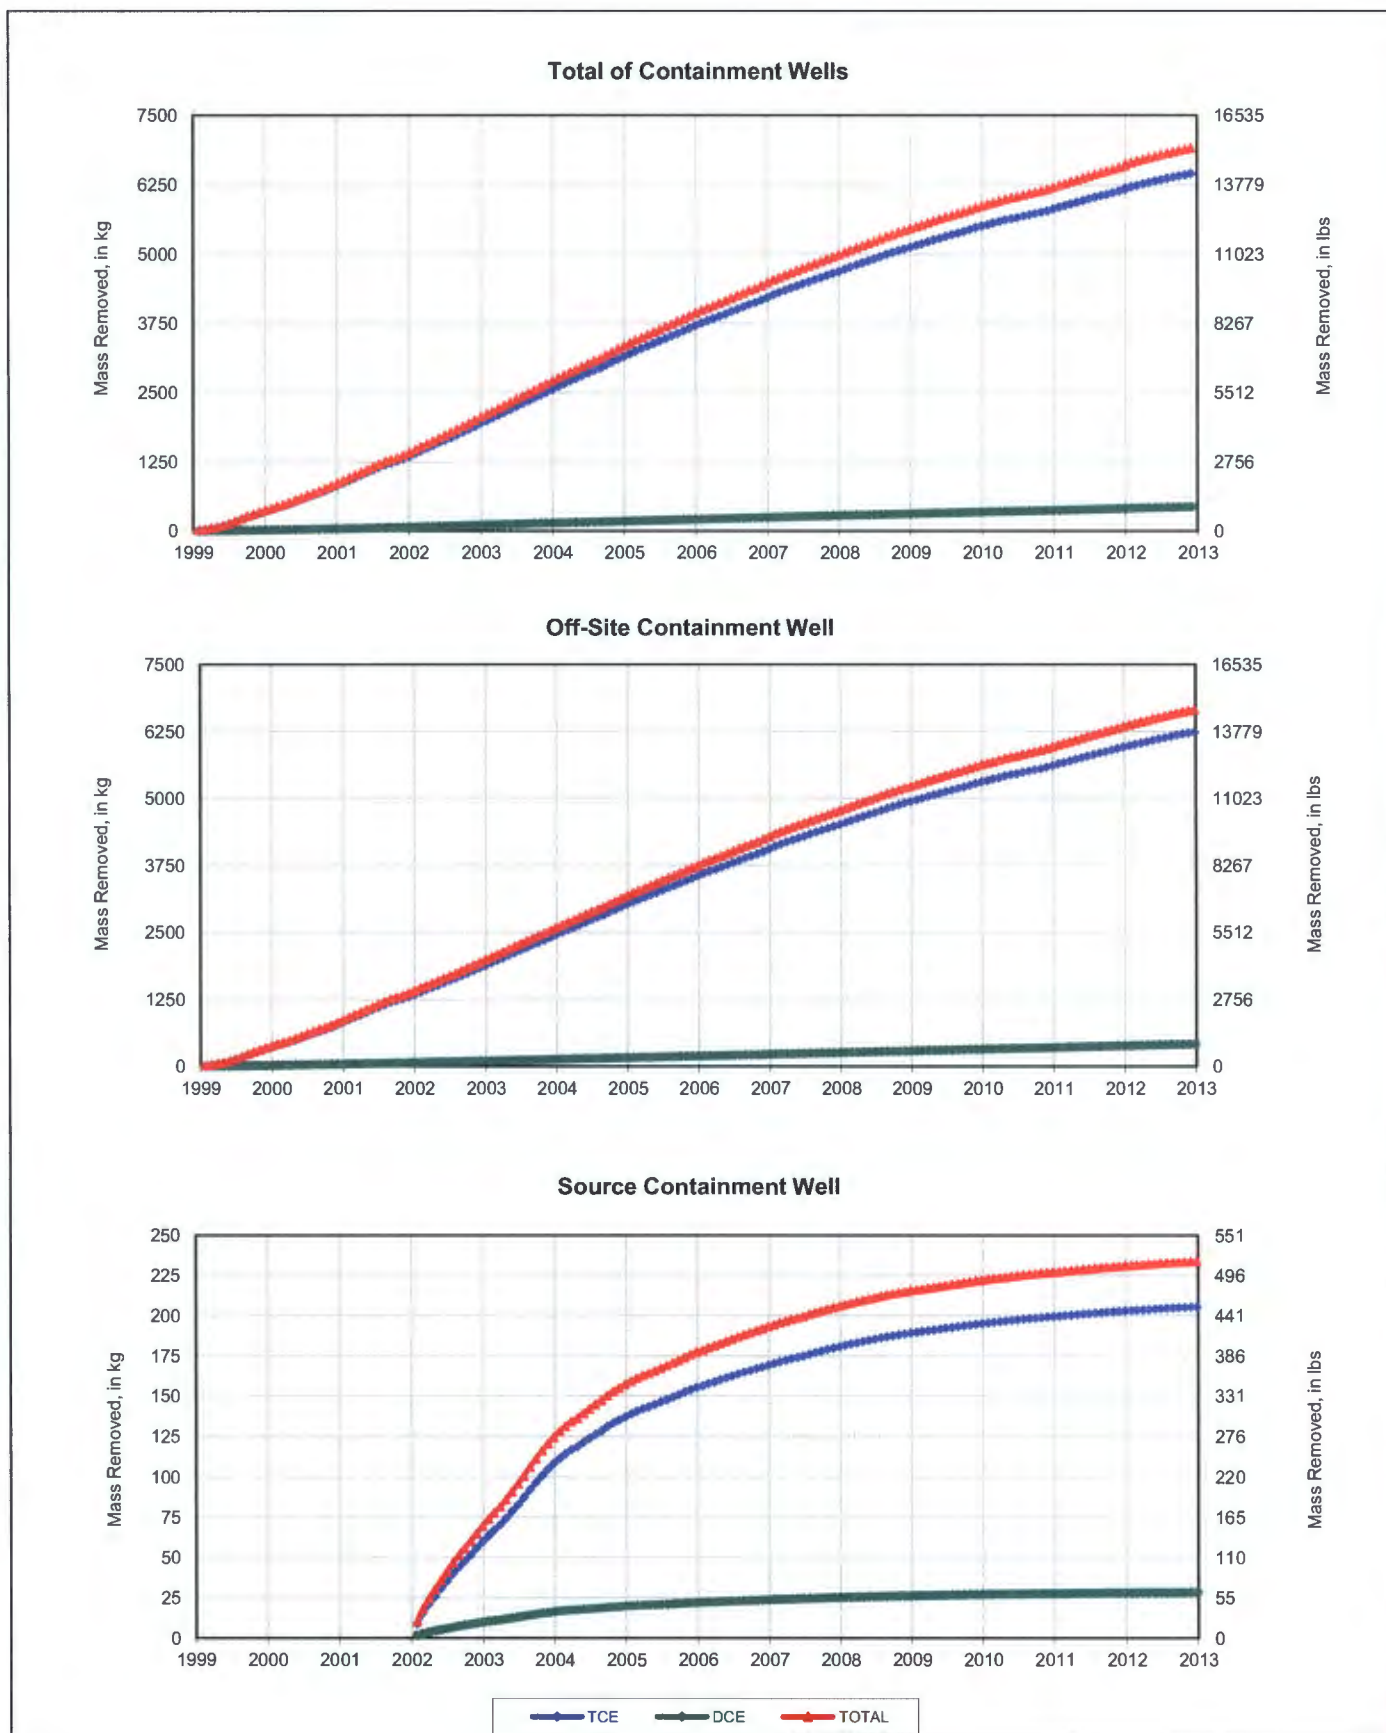 Total of Containment Wells
7500 16535
6250 13779
5000 11023
3750 8267
2500 5512
1250 2756
0 0
Mass Removed, in kg
Mass Removed, in lbs
1999 2000 2001 2002 2003 2004 2005 2006 2007 2008 2009 2010 2011 2012 2013
Off-Site Containment Well
7500 16535
6250 13779
5000 11023
3750 8267
2500 5512
1250 2756
0 0
Mass Removed, in kg
Mass Removed, in lbs
1999 2000 2001 2002 2003 2004 2005 2006 2007 2008 2009 2010 2011 2012 2013
Source Containment Well
250 551
225 496
200 441
175 386
150 331
125 276
100 220
75 165
50 110
25 55
0 0
Mass Removed, in kg
Mass Removed, in lbs
1999 2000 2001 2002 2003 2004 2005 2006 2007 2008 2009 2010 2011 2012 2013
TCE DCE TOTAL